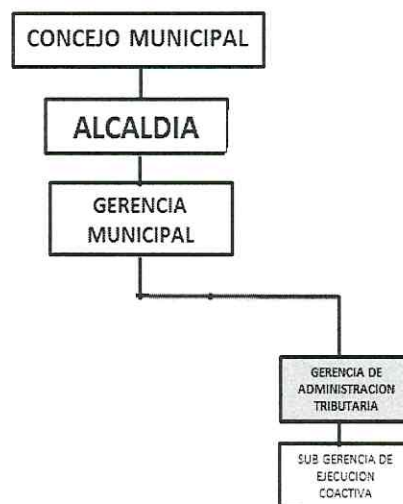 CONCEJO MUNICIPAL
ALCALDIA
GERENCIA
MUNICIPAL
GERENCIA DE
ADMINISTRACION
TRIBUTARIA
SUB GERENCIA DE
EJECUCION
COACTIVA